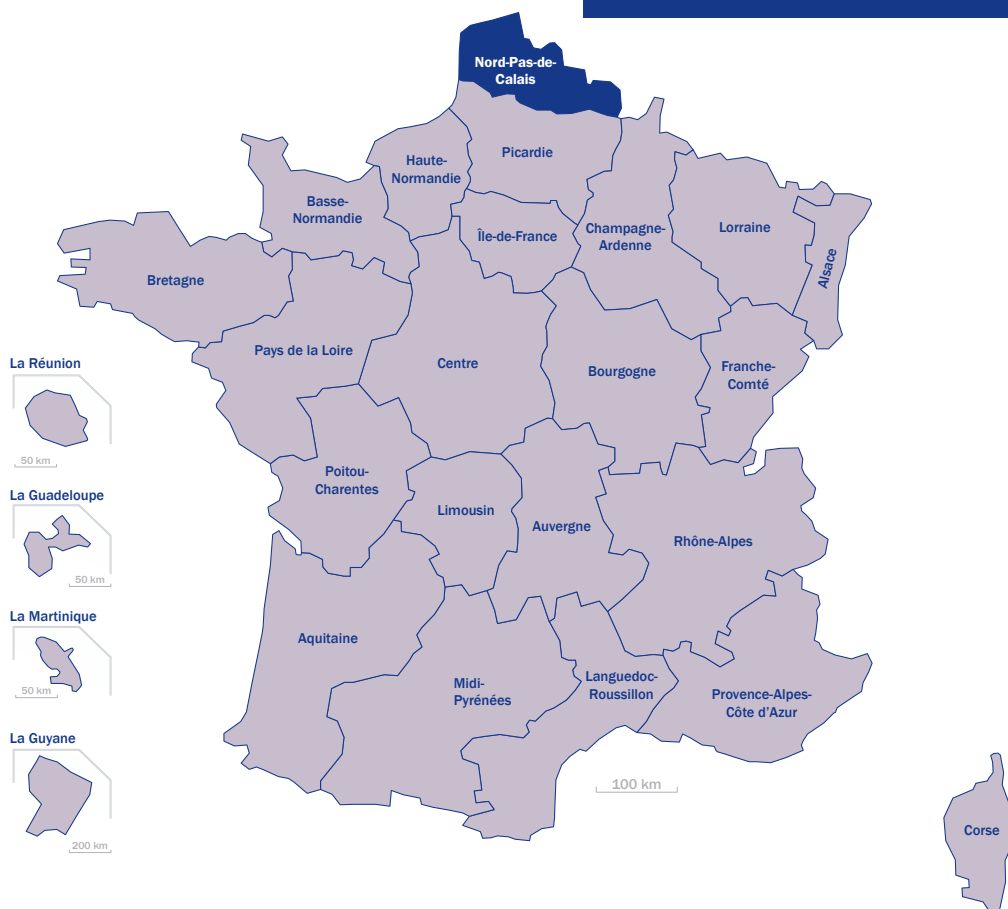 Nord-Pas-de-
Calais
Picardie
Haute-
Normandie
Basse-
Normandie
Île-de-France
Champagne-
Ardenne
Lorraine
Alsace
Bretagne
Pays de la Loire
Centre
Bourgogne
Franche-
Comté
La Réunion
50 km
Poitou-
Charentes
Limousin
Auvergne
Rhône-Alpes
La Guadeloupe
50 km
La Martinique
50 km
Aquitaine
Midi-
Pyrénées
Languedoc-
Roussillon
Provence-Alpes-
Côte d'Azur
La Guyane
200 km
100 km
Corse